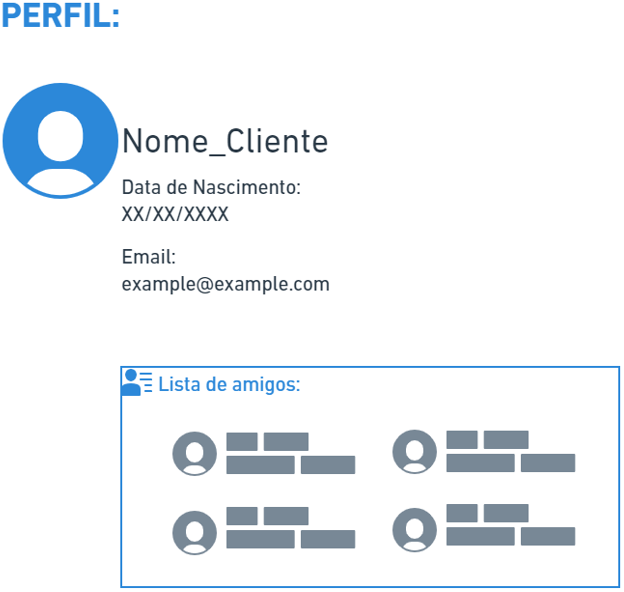 PERFIL:
Nome_Cliente
Data de Nascimento:
XX/XX/XXXX
Email:
example@example.com
Lista de amigos: